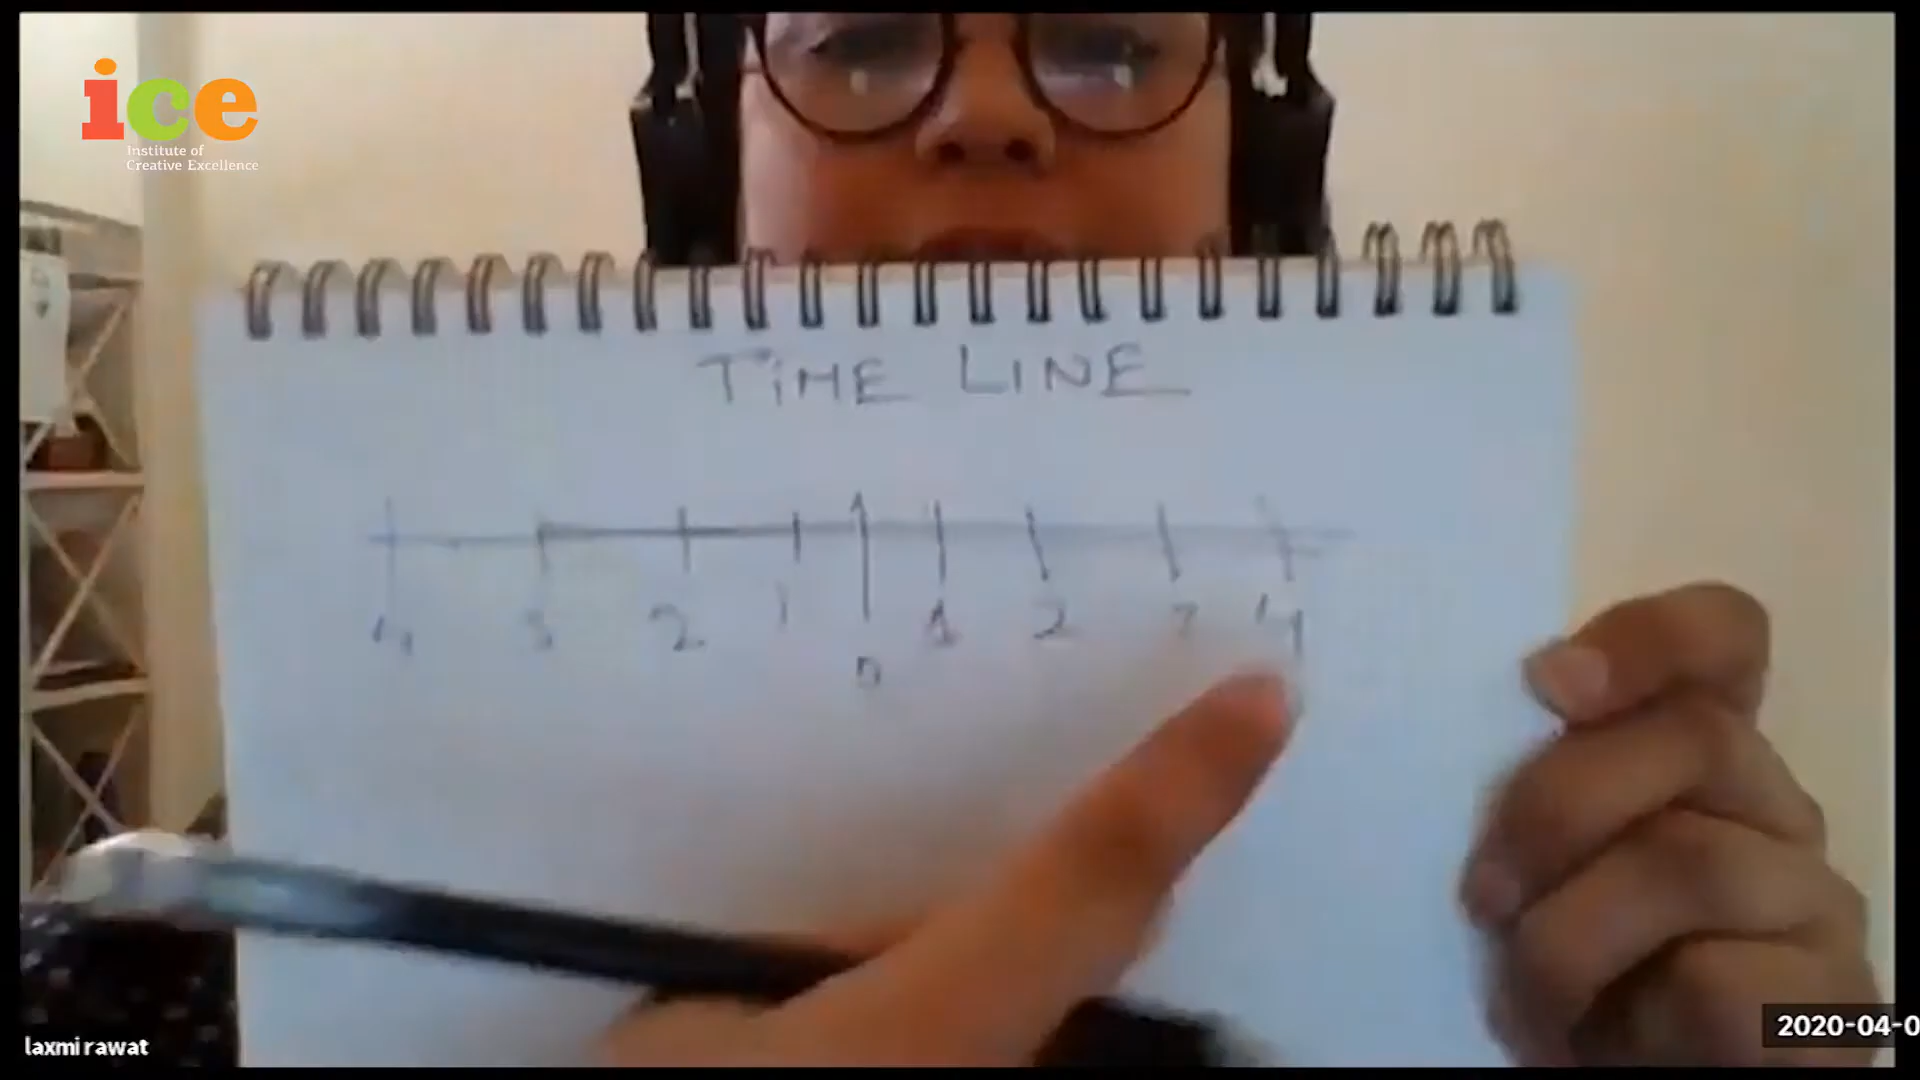 ice
Institute of
Creative Excellence
TiME LINE
4 3 2 1 1 2 3 4
0
laxmi rawat
2020-04-0